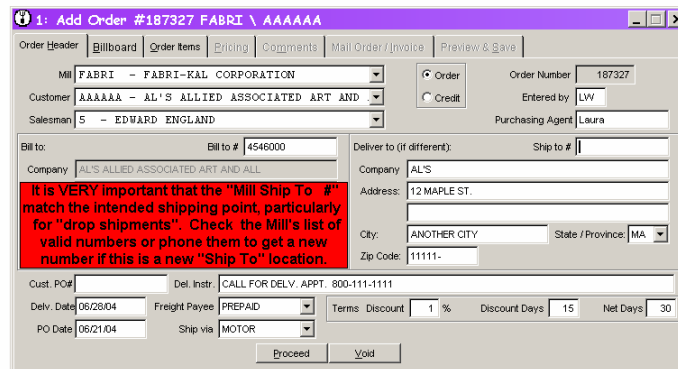 1: Add Order #187327 FABRI \ AAAAAA
Order Header Billboard Order Items Pricing Comments Mail Order / Invoice Preview & Save
Mill FABRI - FABRI-KAL CORPORATION Order Order Number 187327
Customer AAAAAA - AL'S ALLIED ASSOCIATED ART AND . Credit Entered by LW
Salesman 5 - EDWARD ENGLAND Purchasing Agent Laura
Bill to: Bill to # 4546000 Deliver to (if different): Ship to #
Company AL'S ASSOCIATED ART AND ALL Company AL'S
It is VERY important that the "Mill Ship To #"
match the intended shipping point, particularly
for "drop shipments". Check the Mill's list of
valid numbers or phone them to get a new
number if this is a new "Ship To" location.
Address: 12 MAPLE ST.
City: ANOTHER CITY State / Province: MA
Zip Code: 11111-
Cust. PO# Del. Instr. CALL FOR DELV. APPT. 800-111-1111
Delv. Date 06/28/04 Freight Payee PREPAID Terms Discount 1 % Discount Days 15 Net Days 30
PO Date 06/21/04 Ship via MOTOR
Proceed Void